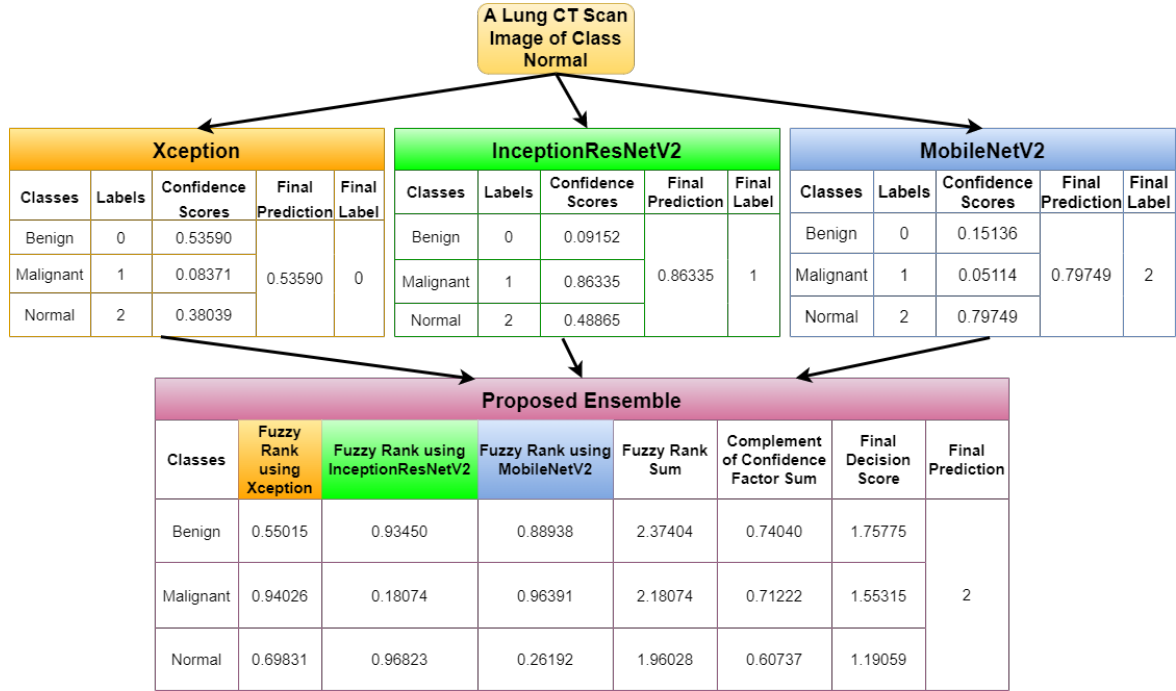 A Lung CT Scan
Image of Class
Normal
Xception
Classes Labels Confidence Scores Final Prediction Final Label
Benign 0 0.53590
Malignant 1 0.08371 0.53590 0
Normal 2 0.38039
InceptionResNetV2
Classes Labels Confidence Scores Final Prediction Final Label
Benign 0 0.09152
Malignant 1 0.86335 0.86335 1
Normal 2 0.48865
MobileNetV2
Classes Labels Confidence Scores Final Prediction Final Label
Benign 0 0.15136
Malignant 1 0.05114 0.79749 2
Normal 2 0.79749
Proposed Ensemble
Classes Fuzzy Rank using Xception Fuzzy Rank using InceptionResNetV2 Fuzzy Rank using MobileNetV2 Fuzzy Rank Sum Complement of Confidence Factor Sum Final Decision Score Final Prediction
Benign 0.55015 0.93450 0.88938 2.37404 0.74040 1.75775
Malignant 0.94026 0.18074 0.96391 2.18074 0.71222 1.55315 2
Normal 0.69831 0.96823 0.26192 1.96028 0.60737 1.19059